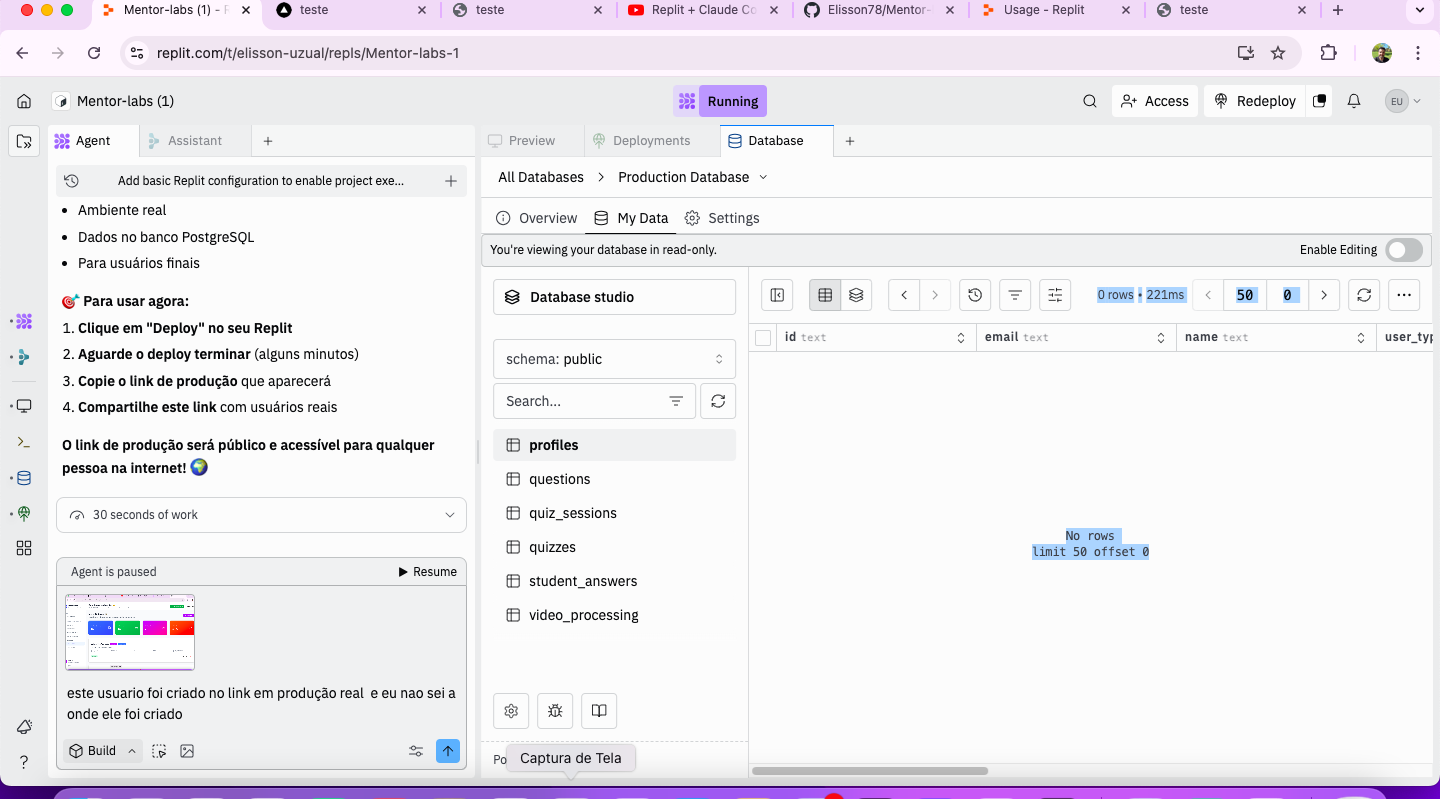 Mentor-labs (1) - F
teste
teste
Replit + Claude Co
Elisson78/Mentor-
Usage - Replit
teste
replit.com/t/elisson-uzual/repls/Mentor-labs-1
Mentor-labs (1)
Running
Access
Redeploy
EU
Agent
Assistant
Preview
Deployments
Database
Add basic Replit configuration to enable project exe...
All Databases
Production Database
Ambiente real
Dados no banco PostgreSQL
Para usuários finais
Para usar agora:
1. Clique em "Deploy" no seu Replit
2. Aguarde o deploy terminar (alguns minutos)
3. Copie o link de produção que aparecerá
4. Compartilhe este link com usuários reais
O link de produção será público e acessível para qualquer
pessoa na internet!
30 seconds of work
Agent is paused
Resume
este usuario foi criado no link em produção real e eu nao sei a
onde ele foi criado
Build
Overview
My Data
Settings
You're viewing your database in read-only.
Enable Editing
Database studio
schema: public
Search...
profiles
questions
quiz_sessions
quizzes
student_answers
video_processing
Po
Captura de Tela
0 rows • 221ms
50
0
id text
email text
name text
user_typ
No rows
limit 50 offset 0